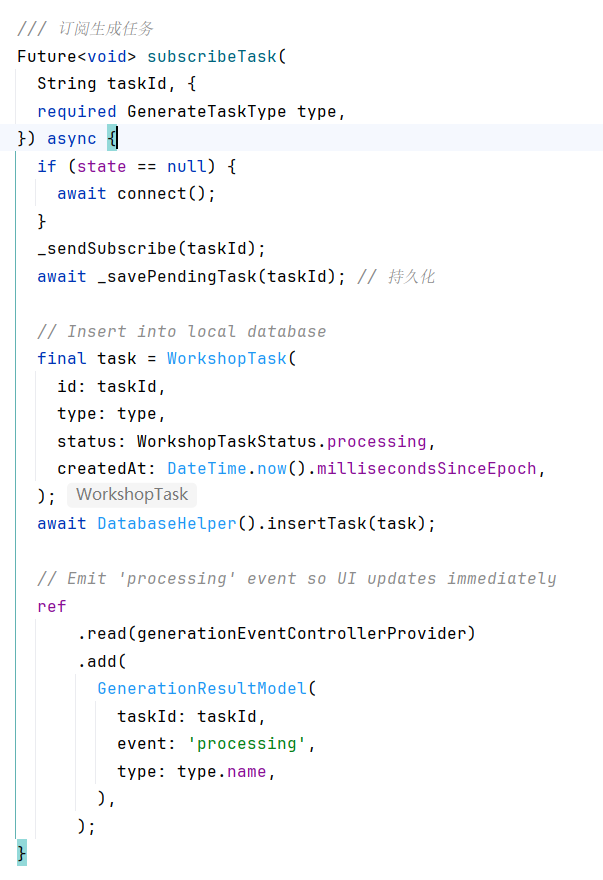 /// 订阅生成任务
Future<void> subscribeTask(
  String taskId, {
  required GenerateTaskType type,
}) async {
  if (state == null) {
    await connect();
  }
  _sendSubscribe(taskId);
  await _savePendingTask(taskId); // 持久化

  // Insert into local database
  final task = WorkshopTask(
    id: taskId,
    type: type,
    status: WorkshopTaskStatus.processing,
    createdAt: DateTime.now().millisecondsSinceEpoch,
  ); WorkshopTask
  await DatabaseHelper().insertTask(task);

  // Emit 'processing' event so UI updates immediately
  ref
      .read(generationEventControllerProvider)
      .add(
        GenerationResultModel(
          taskId: taskId,
          event: 'processing',
          type: type.name,
        ),
      );
}